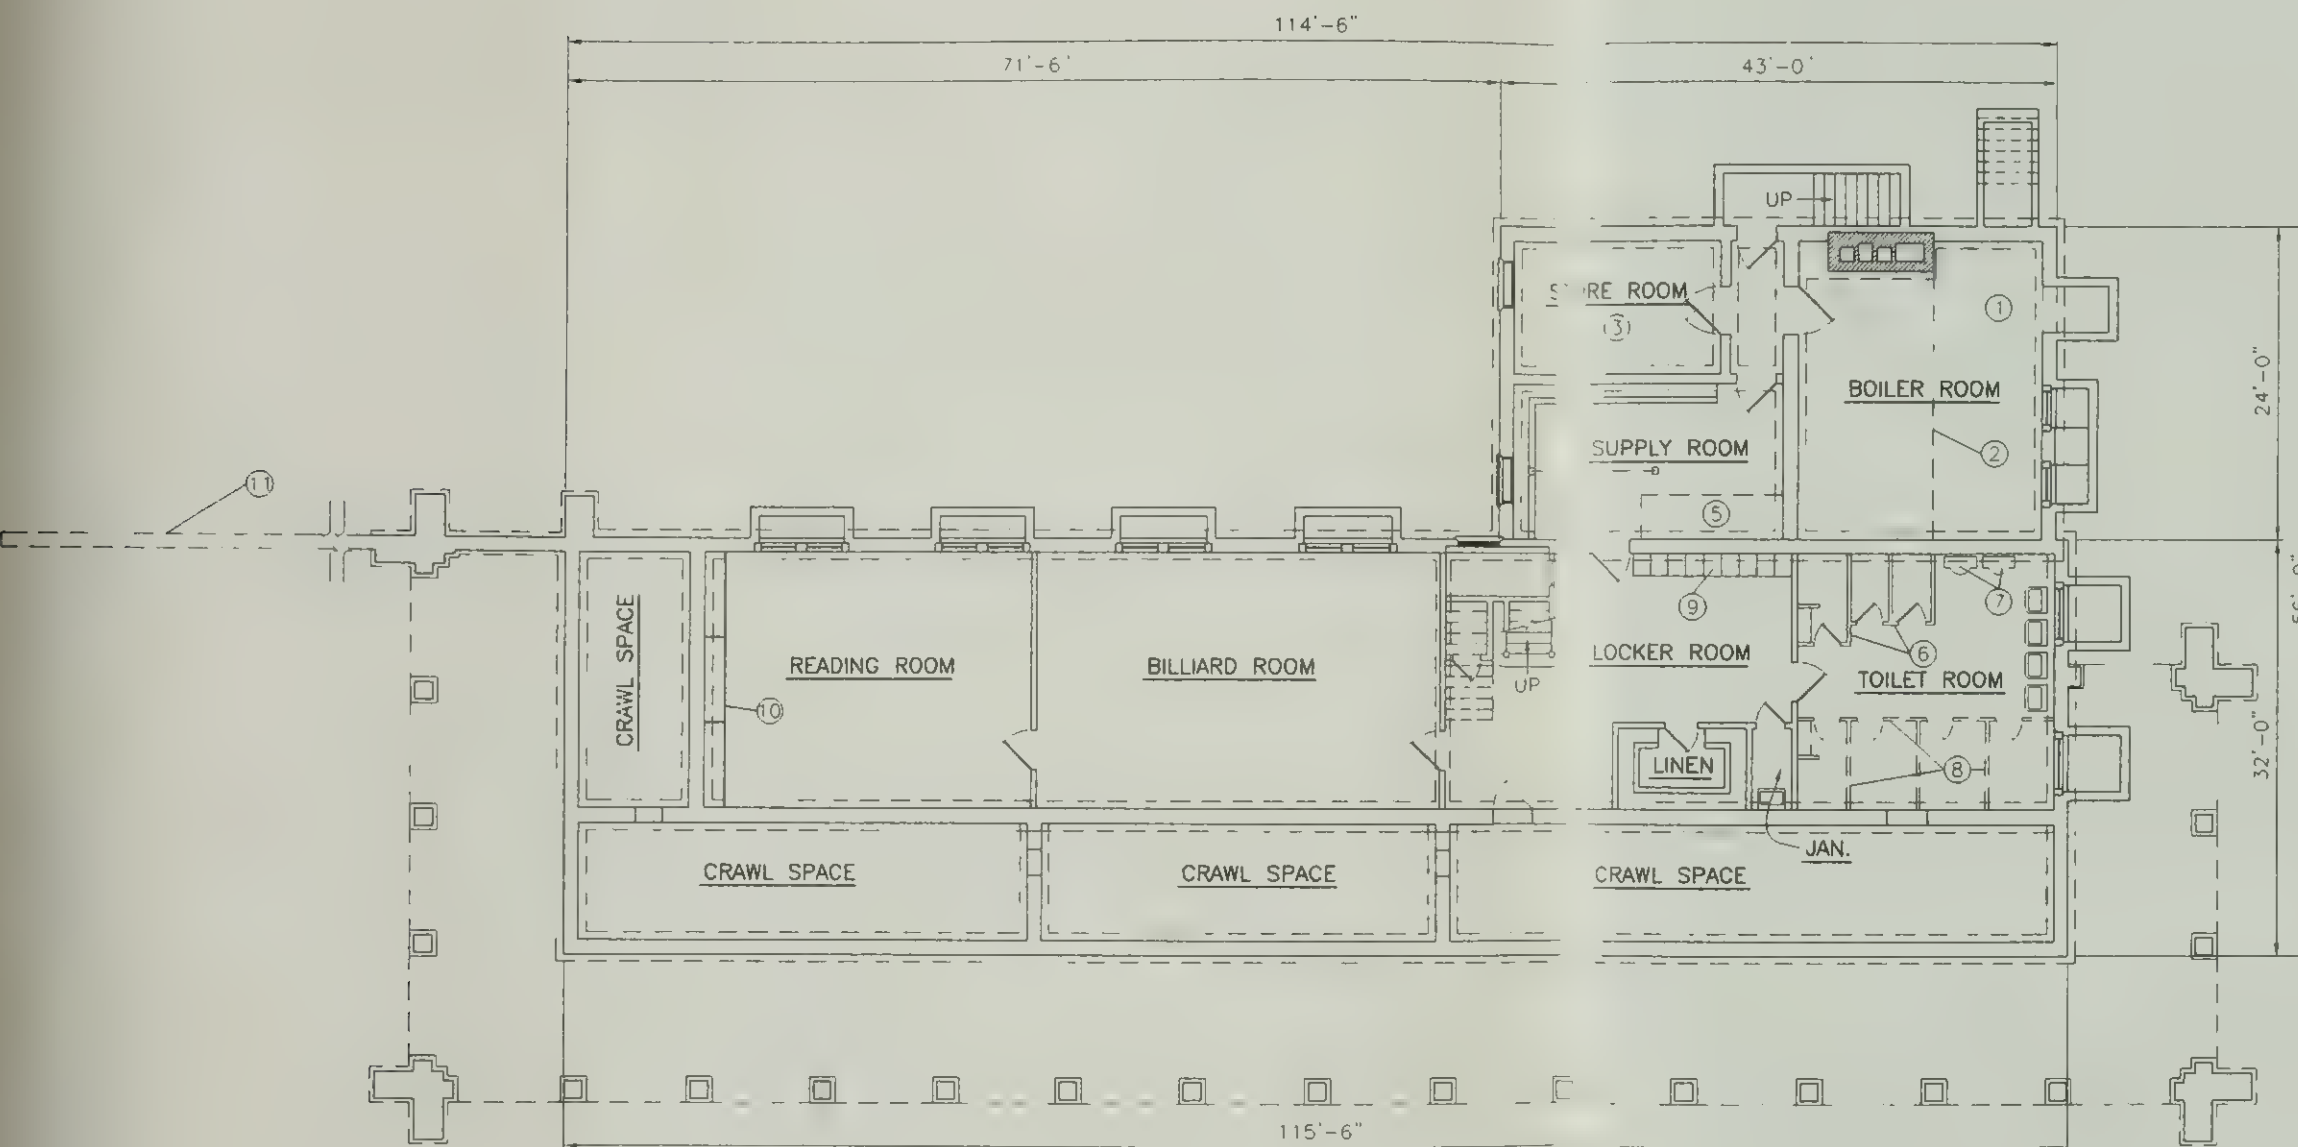 114'-6"
71'-6'
43'-0'
UP
S  RE ROOM
3
1
BOILER ROOM
24'-0"
SUPPLY ROOM
2
11
5
9
7
CRAWL SPACE
READING ROOM
BILLIARD ROOM
UP
LOCKER ROOM
6
TOILET ROOM
10
32'-0"
LINEN
8
JAN.
CRAWL SPACE
CRAWL SPACE
CRAWL SPACE
115'-6"